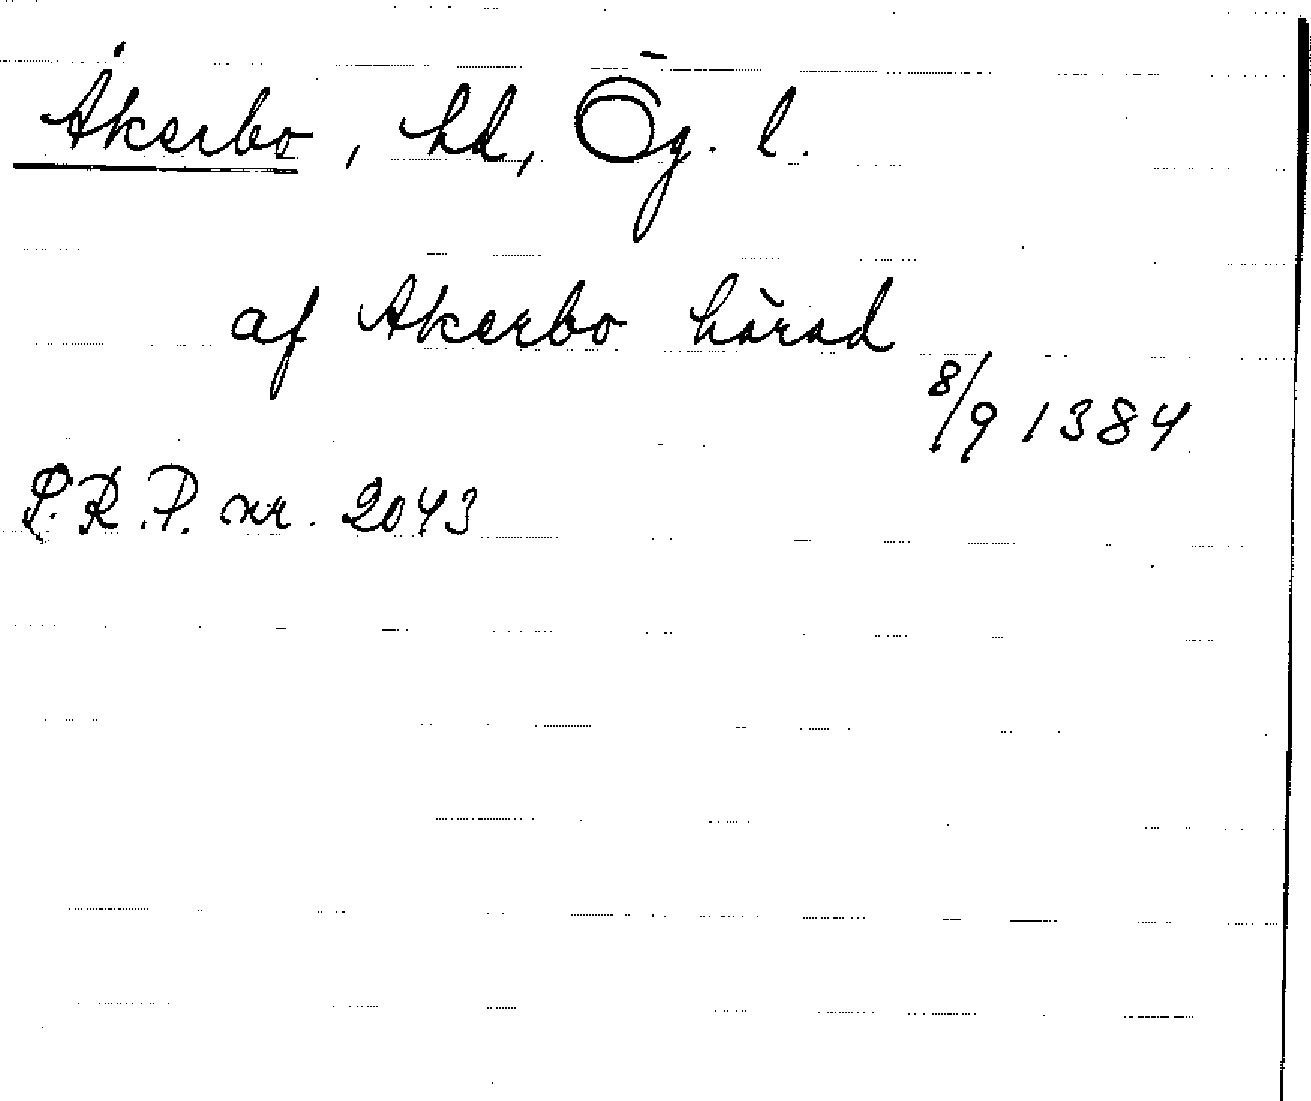 Åkerbo, hd, Ög. l.
af Akerbo härad
8/9 1384
P.R.P. nr. 2043